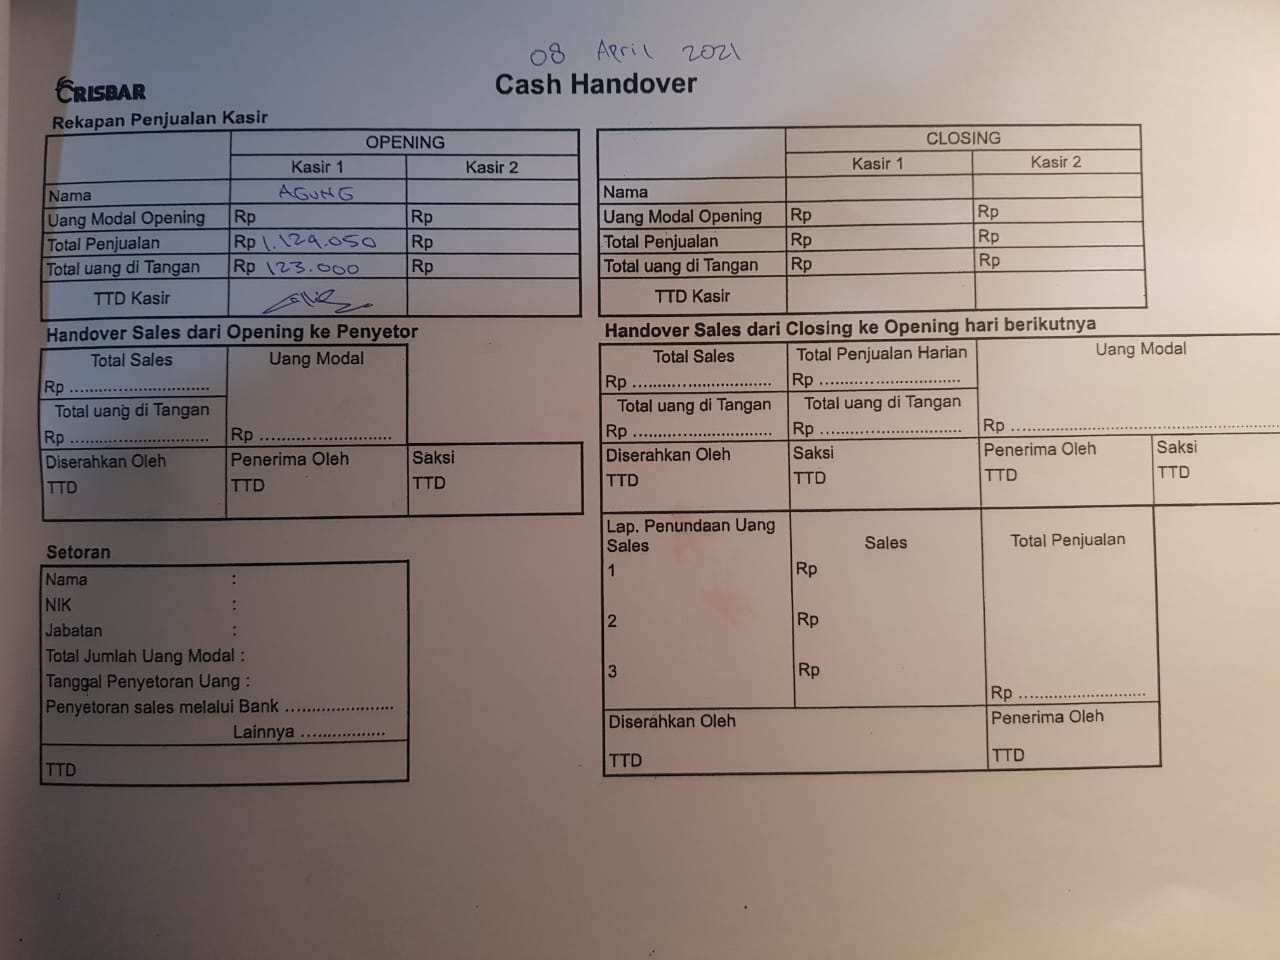 08 April 2021
Cash Handover
CRISBAR
Rekapan Penjualan Kasir
OPENING
Kasir 1 Kasir 2
Nama AGUNG
Uang Modal Opening Rp Rp
Total Penjualan Rp 1.129.050 Rp
Total uang di Tangan Rp 123.000 Rp
TTD Kasir
CLOSING
Kasir 1 Kasir 2
Nama
Uang Modal Opening Rp Rp
Total Penjualan Rp Rp
Total uang di Tangan Rp Rp
TTD Kasir
Handover Sales dari Opening ke Penyetor
Total Sales Uang Modal
Rp ............................
Total uang di Tangan
Rp ............................ Rp ...........................
Diserahkan Oleh Penerima Oleh Saksi
TTD TTD TTD
Handover Sales dari Closing ke Opening hari berikutnya
Total Sales Total Penjualan Harian Uang Modal
Rp ............................ Rp ............................
Total uang di Tangan Total uang di Tangan
Rp ............................ Rp ............................ Rp ......................................................
Diserahkan Oleh Saksi Penerima Oleh Saksi
TTD TTD TTD TTD
Setoran
Nama :
NIK :
Jabatan :
Total Jumlah Uang Modal :
Tanggal Penyetoran Uang :
Penyetoran sales melalui Bank ......................
Lainnya .................
TTD
Lap. Penundaan Uang
Sales Sales Total Penjualan
1 Rp
2 Rp
3 Rp
Rp .........................
Diserahkan Oleh Penerima Oleh
TTD TTD